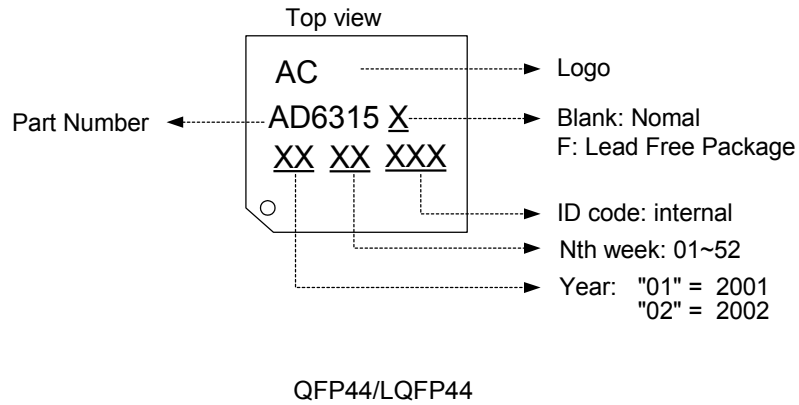 Top view
AC
Logo
Part Number
AD6315 X
Blank: Nomal
F: Lead Free Package
XX XX XXX
ID code: internal
Nth week: 01~52
Year: "01" = 2001
"02" = 2002
QFP44/LQFP44